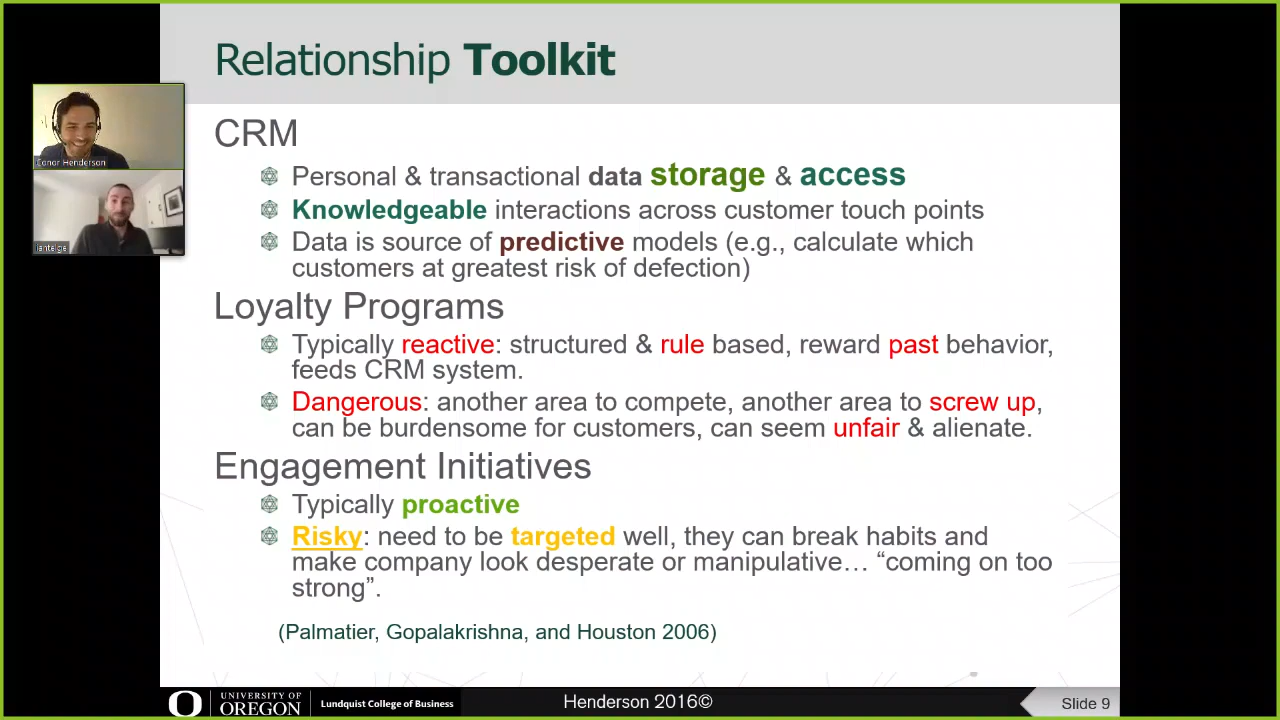 Relationship Toolkit
Conor Henderson
CRM
Personal & transactional data storage & access
Knowledgeable interactions across customer touch points
Data is source of predictive models (e.g., calculate which
customers at greatest risk of defection)
Loyalty Programs
Typically reactive: structured & rule based, reward past behavior,
feeds CRM system.
Dangerous: another area to compete, another area to screw up,
can be burdensome for customers, can seem unfair & alienate.
Engagement Initiatives
Typically proactive
Risky: need to be targeted well, they can break habits and
make company look desperate or manipulative… “coming on too
strong”.
(Palmatier, Gopalakrishna, and Houston 2006)
UNIVERSITY OF
OREGON
Lundquist College of Business
Henderson 2016©
Slide 9